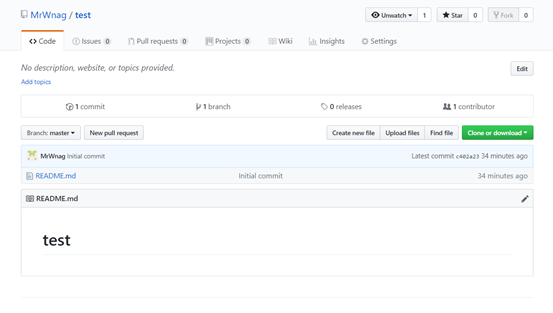 MrWnag / test
Unwatch 1 Star 0 Fork 0
Code Issues 0 Pull requests 0 Projects 0 Wiki Insights Settings
No description, website, or topics provided. Edit
Add topics
1 commit 1 branch 0 releases 1 contributor
Branch: master New pull request Create new file Upload files Find file Clone or download
MrWnag Initial commit Latest commit c402a23 34 minutes ago
README.md Initial commit 34 minutes ago
README.md
test